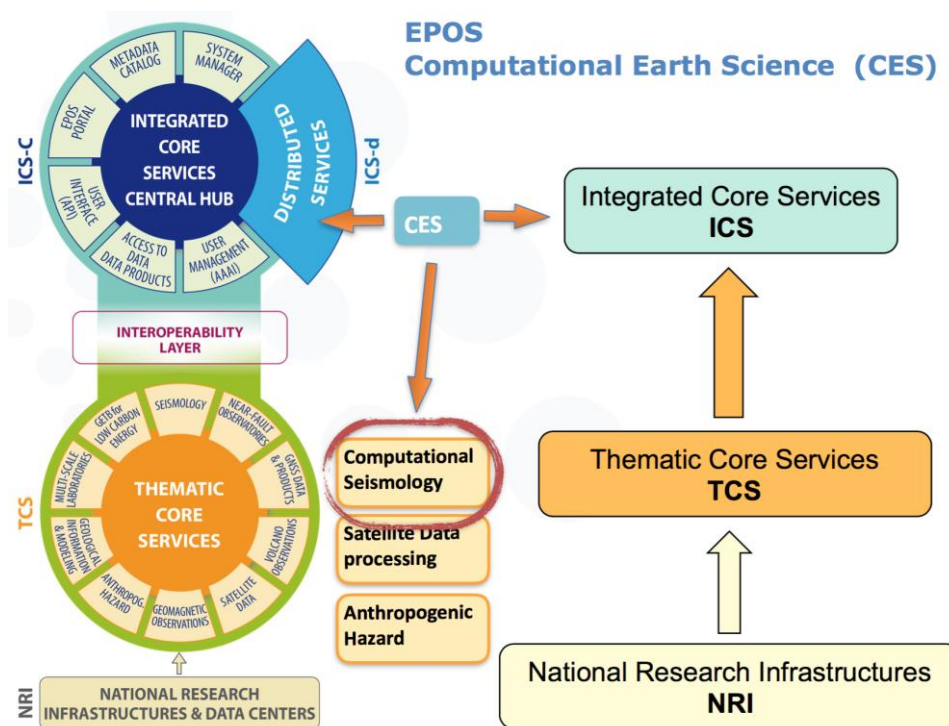 EPOS
Computational Earth Science (CES)
ICS-C
METADATA
CATALOG
SYSTEM
MANAGER
EPOS
PORTAL
USER
INTERFACE
(API)
ACCESS TO
DATA
DATA PRODUCTS
USER
MANAGEMENT
(AAAI)
INTEGRATED
CORE
SERVICES
CENTRAL HUB
DISTRIBUTED
SERVICES
ICS-d
CES
INTEROPERABILITY
LAYER
TCS
GETB for
LOW CARBON
ENERGY
SEISMOLOGY
NEAR-FAULT
OBSERVATORIES
GNSS DATA
& PRODUCTS
VOLCANO
OBSERVATIONS
SATELLITE
DATA
GEOMAGNETIC
OBSERVATIONS
ANTHROPOG.
HAZARD
GEOLOGICAL
INFORMATION
& MODELING
MULTI-SCALE
LABORATORIES
THEMATIC
CORE
SERVICES
NRI
NATIONAL RESEARCH
INFRASTRUCTURES & DATA CENTERS
Computational
Seismology
Satellite Data
processing
Anthropogenic
Hazard
Integrated Core Services
ICS
Thematic Core Services
TCS
National Research Infrastructures
NRI